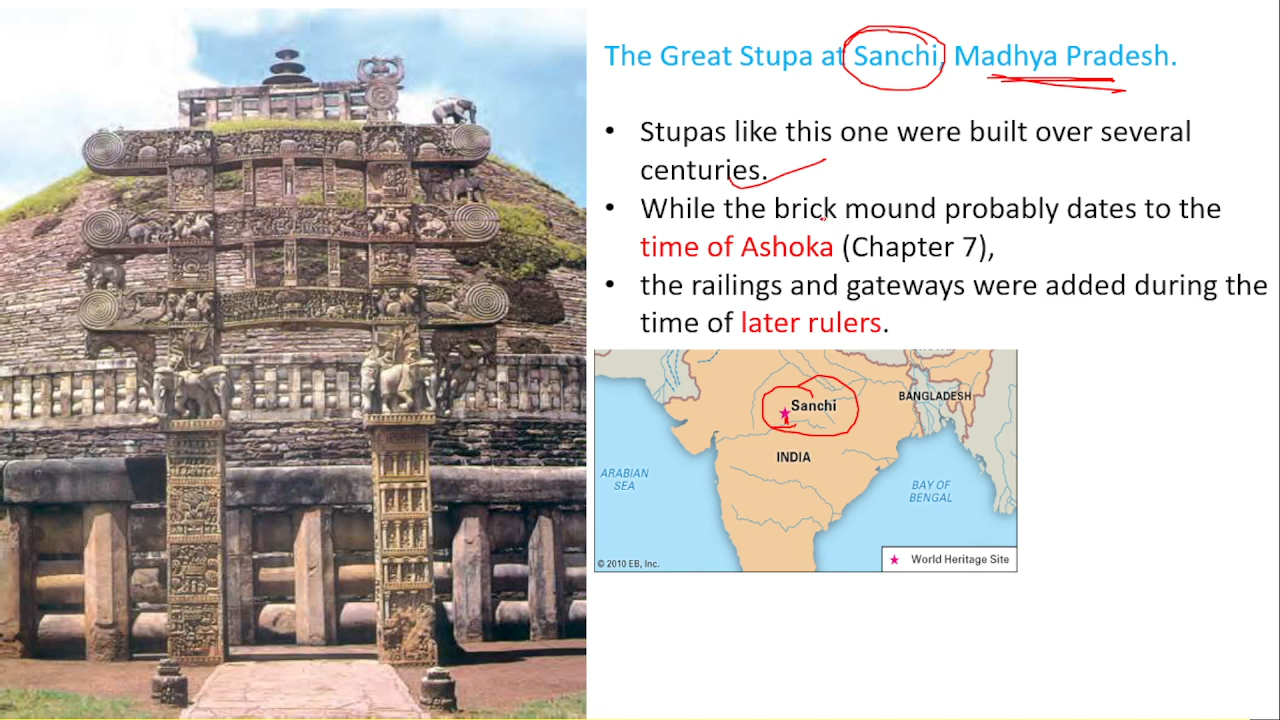 The Great Stupa at Sanchi, Madhya Pradesh.
• Stupas like this one were built over several
centuries.
• While the brick mound probably dates to the
time of Ashoka (Chapter 7),
• the railings and gateways were added during the
time of later rulers.
Sanchi
BANGLADESH
INDIA
ARABIAN
SEA
BAY OF
BENGAL
© 2010 EB, Inc.
★ World Heritage Site